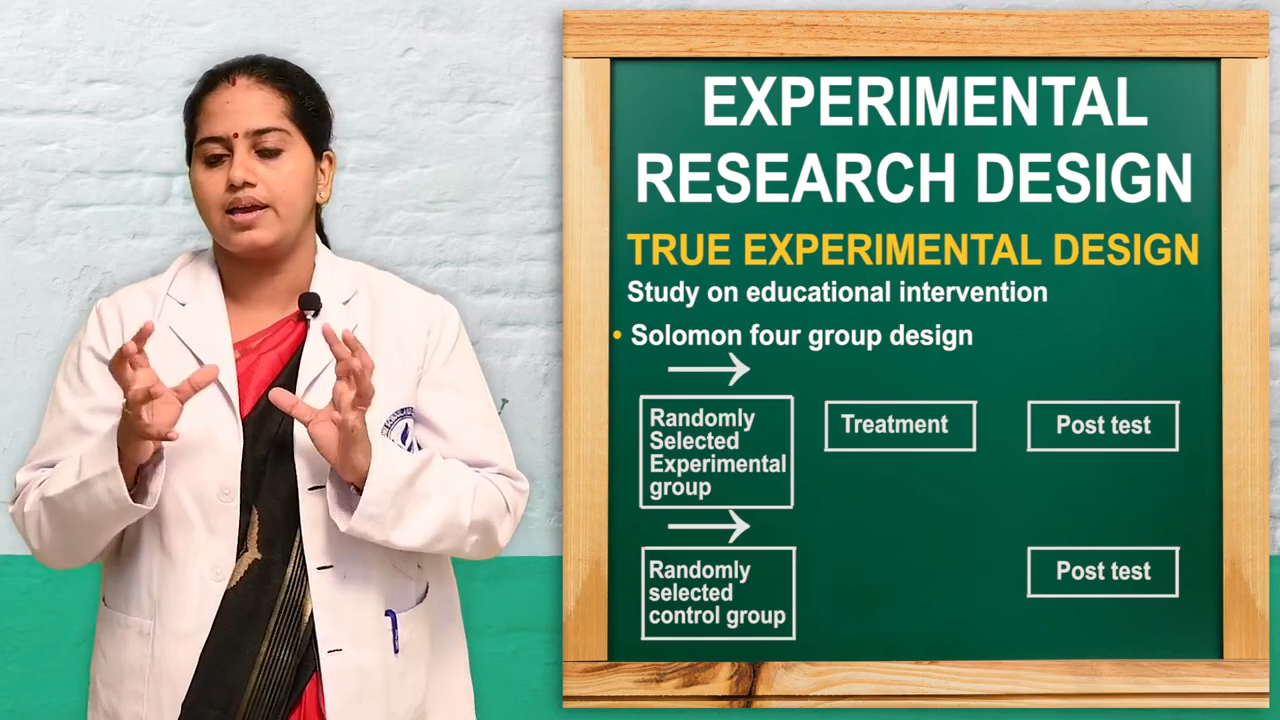 EXPERIMENTAL
RESEARCH DESIGN
TRUE EXPERIMENTAL DESIGN
Study on educational intervention
• Solomon four group design
Randomly
Selected
Experimental
group
Treatment
Post test
Randomly
selected
control group
Post test